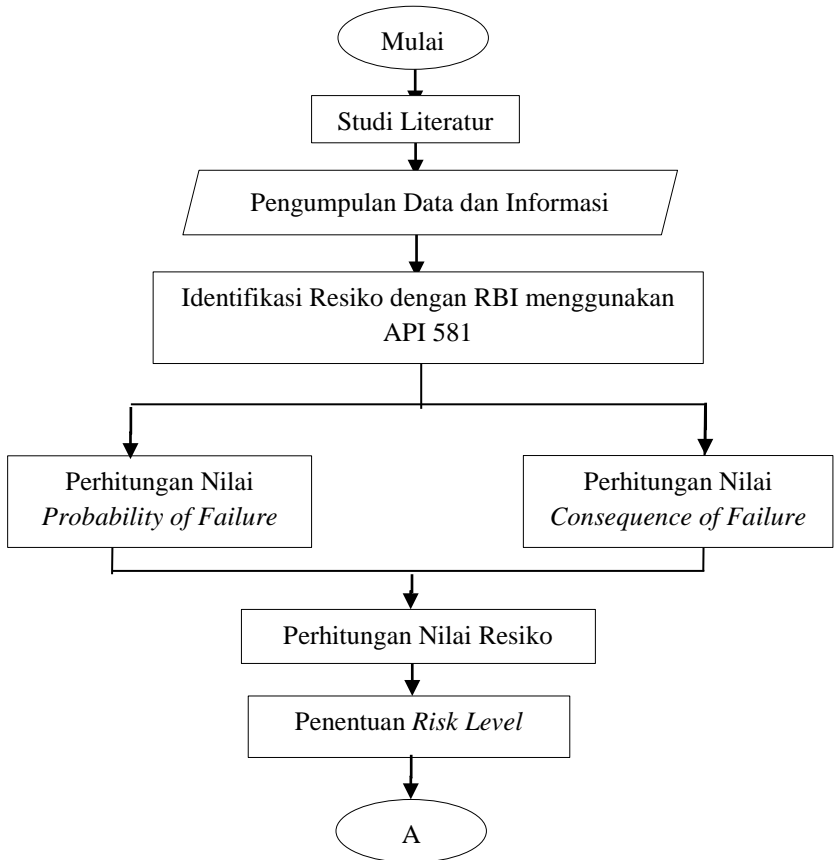 Mulai
Studi Literatur
Pengumpulan Data dan Informasi
Identifikasi Resiko dengan RBI menggunakan
API 581
Perhitungan Nilai
Probability of Failure
Perhitungan Nilai
Consequence of Failure
Perhitungan Nilai Resiko
Penentuan Risk Level
A